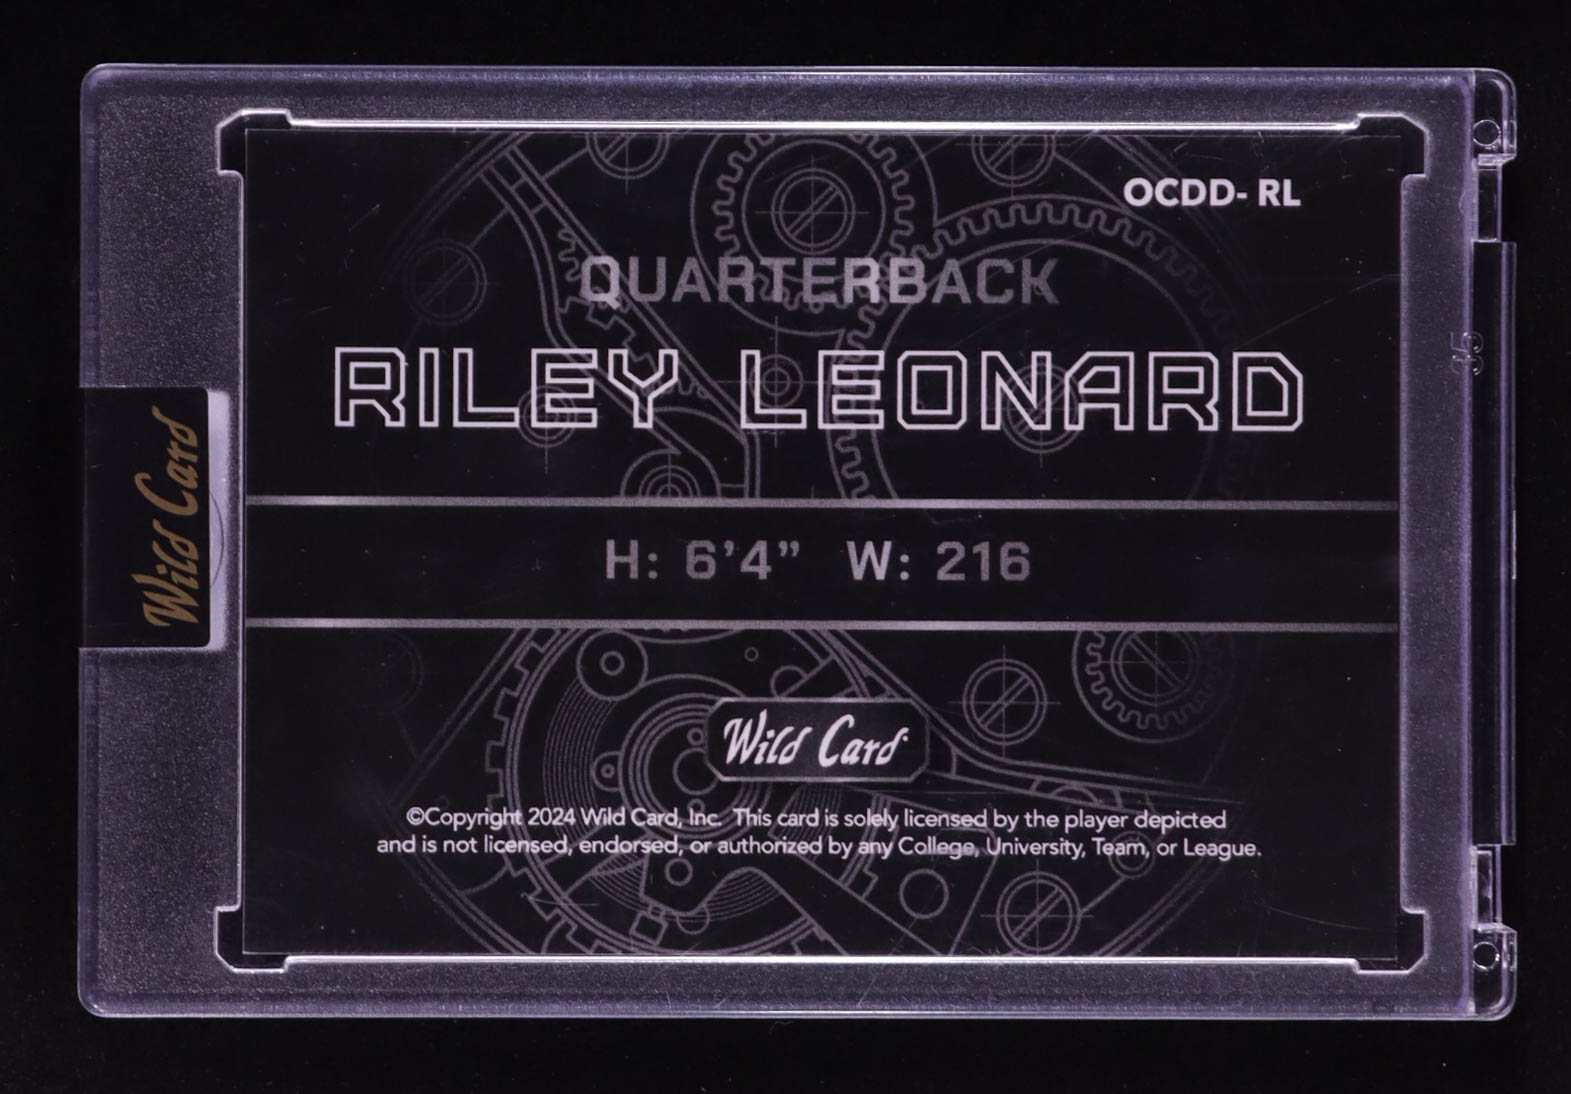 OCDD- RL
QUARTERBACK
RILEY LEONARD
H: 6'4" W: 216
Wild Card
Wild Card
©Copyright 2024 Wild Card, Inc. This card is solely licensed by the player depicted
and is not licensed, endorsed, or authorized by any College, University, Team, or League.